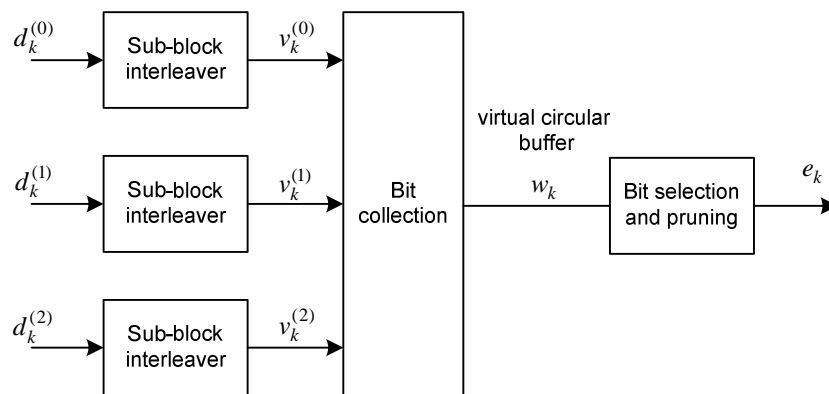 d_k^{(0)}
Sub-block
interleaver
v_k^{(0)}
d_k^{(1)}
Sub-block
interleaver
v_k^{(1)}
d_k^{(2)}
Sub-block
interleaver
v_k^{(2)}
Bit
collection
virtual circular
buffer
w_k
Bit selection
and pruning
e_k